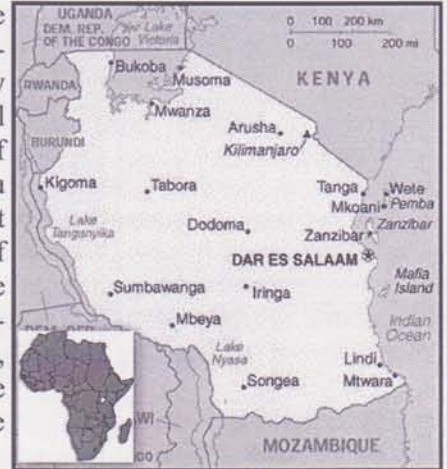 UGANDA
0 100 200 km
0 100 200 mi
DEM. REP.
OF THE CONGO
Lake
Victoria
Bukoba
Musoma
KENYA
RWANDA
Mwanza
Arusha
Kilimanjaro
BURUNDI
Kigoma
Tabora
Tanga
Wete
Pemba
Mkoani
Lake
Tanganyika
Dodoma
Zanzibar
Zanzibar
DAR ES SALAAM
Sumbawanga
Iringa
Mafia
Island
Mbeya
Indian
Ocean
DEM. REP.
Lake
Nyasa
Lindi
Songea
Mtwara
MOZAMBIQUE